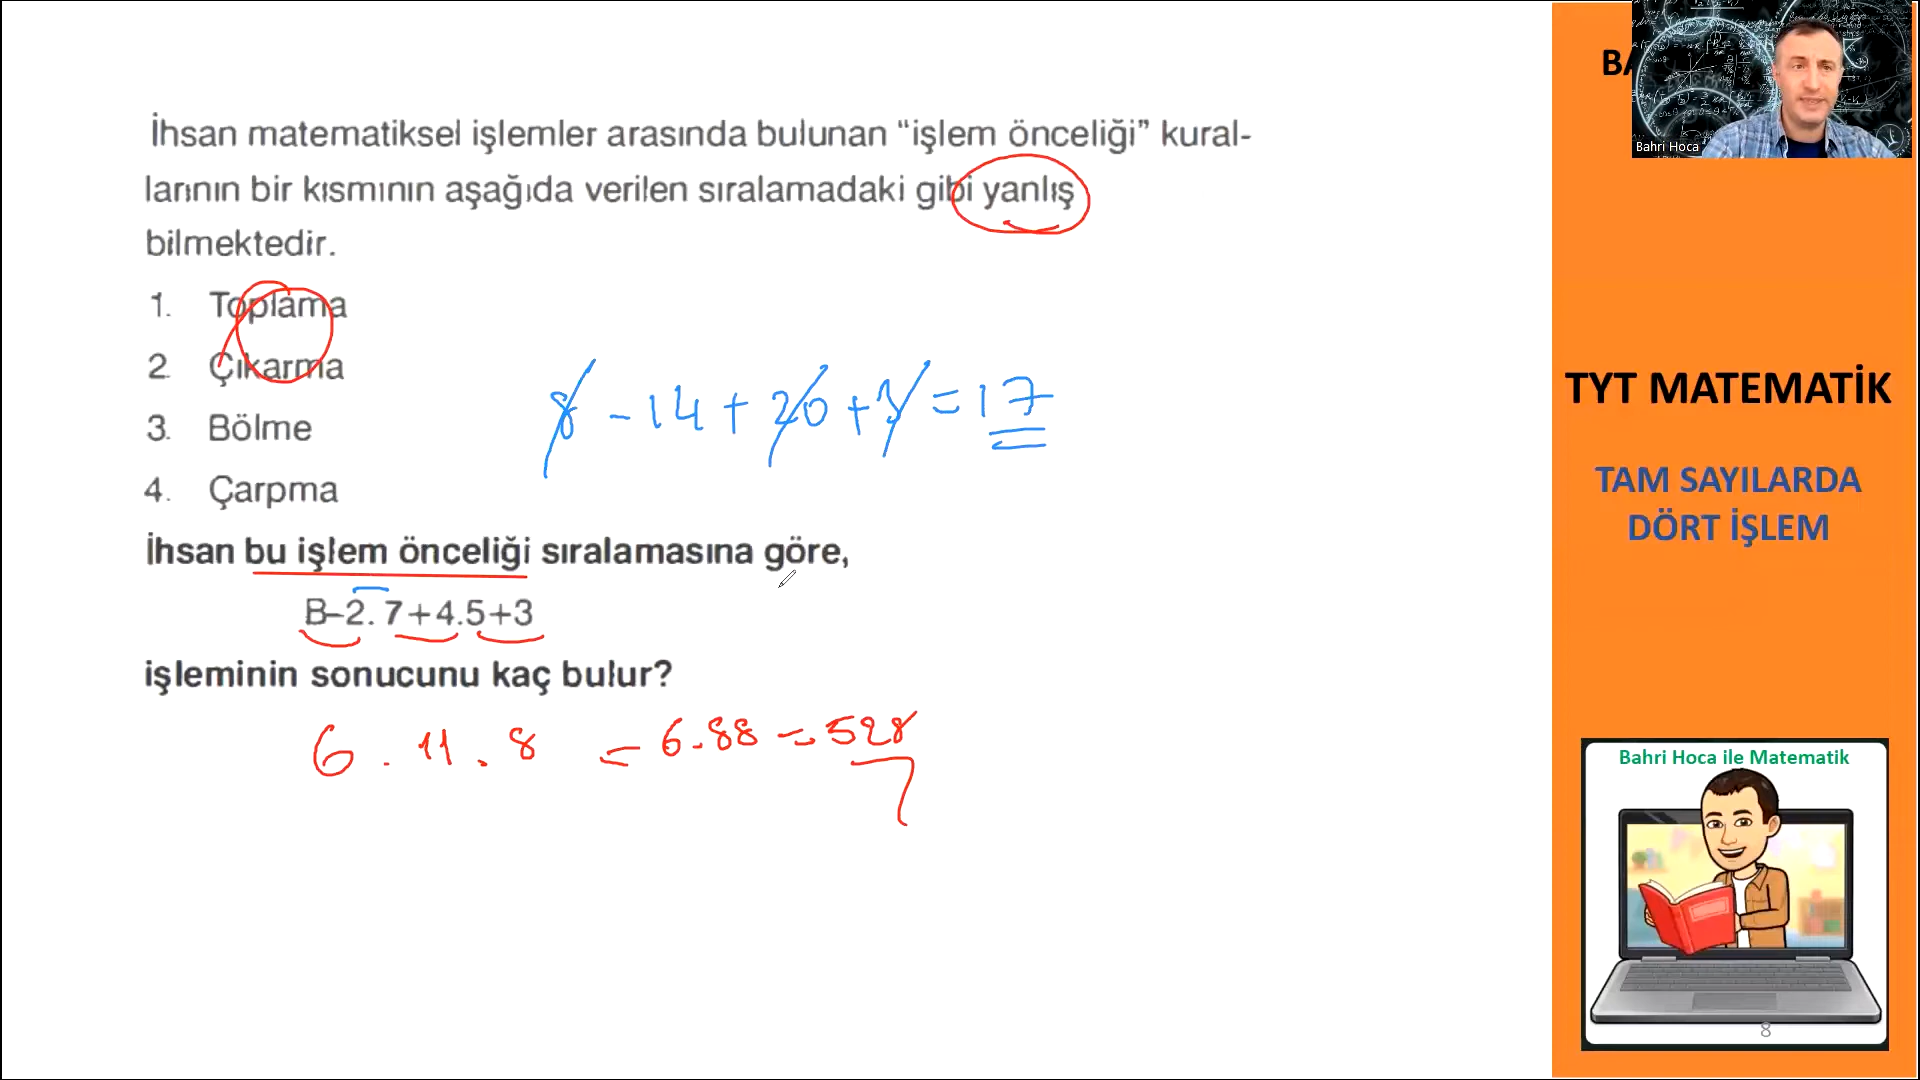 İhsan matematiksel işlemler arasında bulunan “işlem önceliği” kural-
larının bir kısmının aşağıda verilen sıralamadaki gibi yanlış
bilmektedir.
1. Toplama
2. Çıkarma
3. Bölme
4. Çarpma
8 - 14 + 20 + 3 = 17
İhsan bu işlem önceliği sıralamasına göre,
8-2. 7+4.5+3
işleminin sonucunu kaç bulur?
6 . 11 . 8 = 6.88 = 528
Bahri Hoca
TYT MATEMATİK
TAM SAYILARDA
DÖRT İŞLEM
Bahri Hoca ile Matematik
8